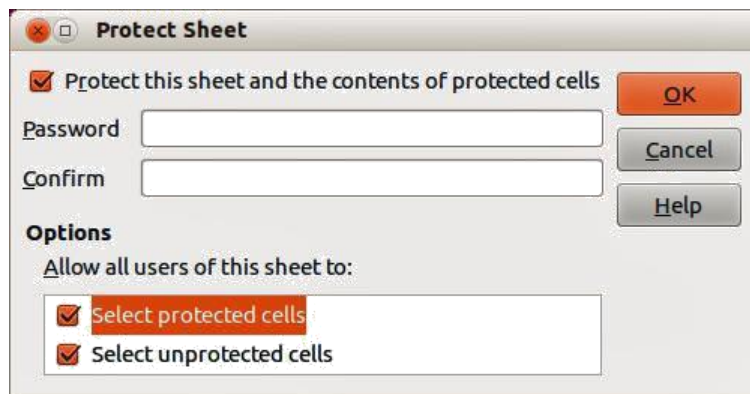 Protect Sheet
Protect this sheet and the contents of protected cells
OK
Password
Cancel
Confirm
Help
Options
Allow all users of this sheet to:
Select protected cells
Select unprotected cells